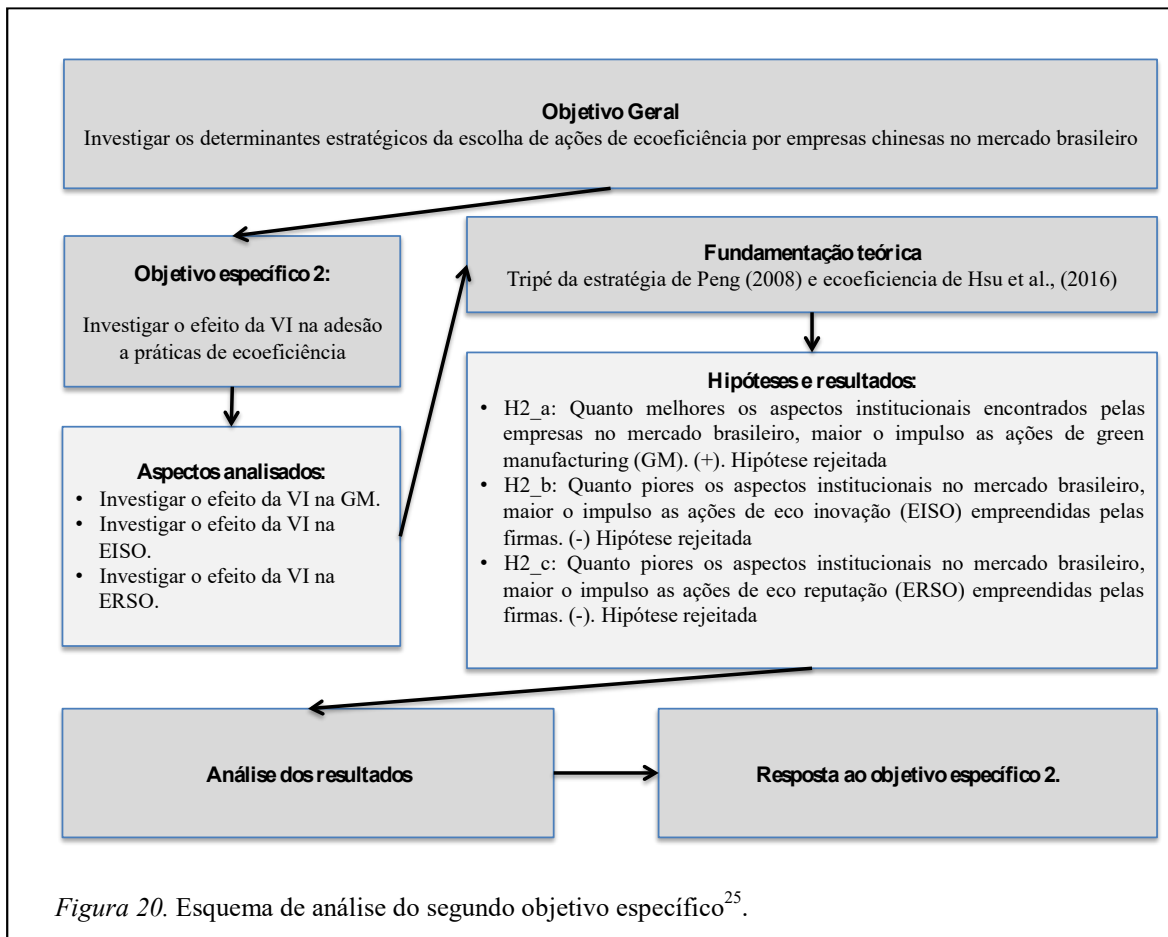 Objetivo Geral
Investigar os determinantes estratégicos da escolha de ações de ecoeficiência por empresas chinesas no mercado brasileiro
Objetivo específico 2:
Investigar o efeito da VI na adesão
a práticas de ecoeficiência
Aspectos analisados:
• Investigar o efeito da VI na GM.
• Investigar o efeito da VI na
EISO.
• Investigar o efeito da VI na
ERSO.
Fundamentação teórica
Tripé da estratégia de Peng (2008) e ecoeficiencia de Hsu et al., (2016)
Hipóteses e resultados:
• H2_a: Quanto melhores os aspectos institucionais encontrados pelas
empresas no mercado brasileiro, maior o impulso as ações de green
manufacturing (GM). (+). Hipótese rejeitada
• H2_b: Quanto piores os aspectos institucionais no mercado brasileiro,
maior o impulso as ações de eco inovação (EISO) empreendidas pelas
firmas. (-) Hipótese rejeitada
• H2_c: Quanto piores os aspectos institucionais no mercado brasileiro,
maior o impulso as ações de eco reputação (ERSO) empreendidas pelas
firmas. (-). Hipótese rejeitada
Análise dos resultados
Resposta ao objetivo específico 2.
Figura 20. Esquema de análise do segundo objetivo específico25.